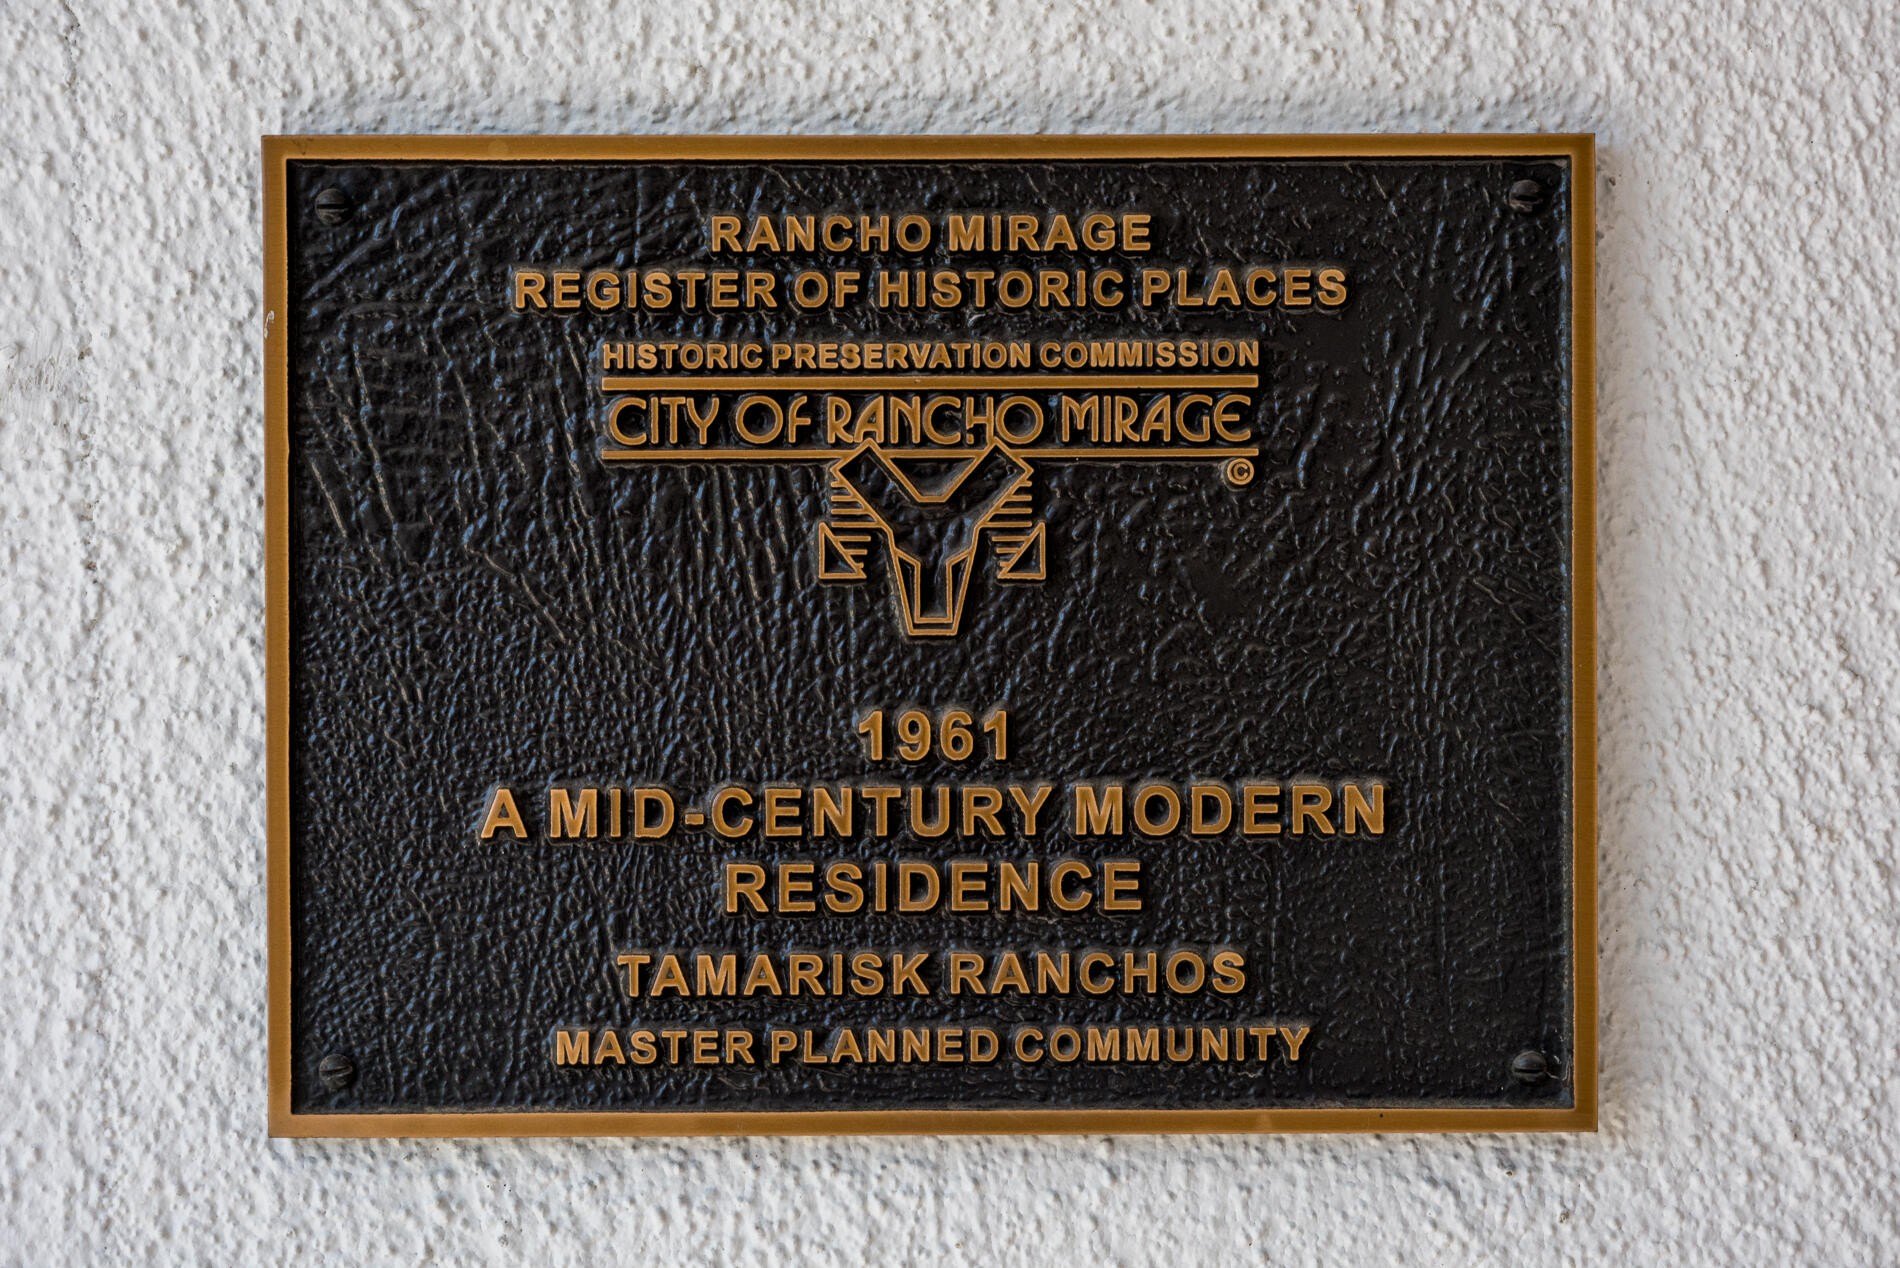 RANCHO MIRAGE
REGISTER OF HISTORIC PLACES
HISTORIC PRESERVATION COMMISSION
CITY OF RANCHO MIRAGE
©
1961
A MID-CENTURY MODERN
RESIDENCE
TAMARISK RANCHOS
MASTER PLANNED COMMUNITY